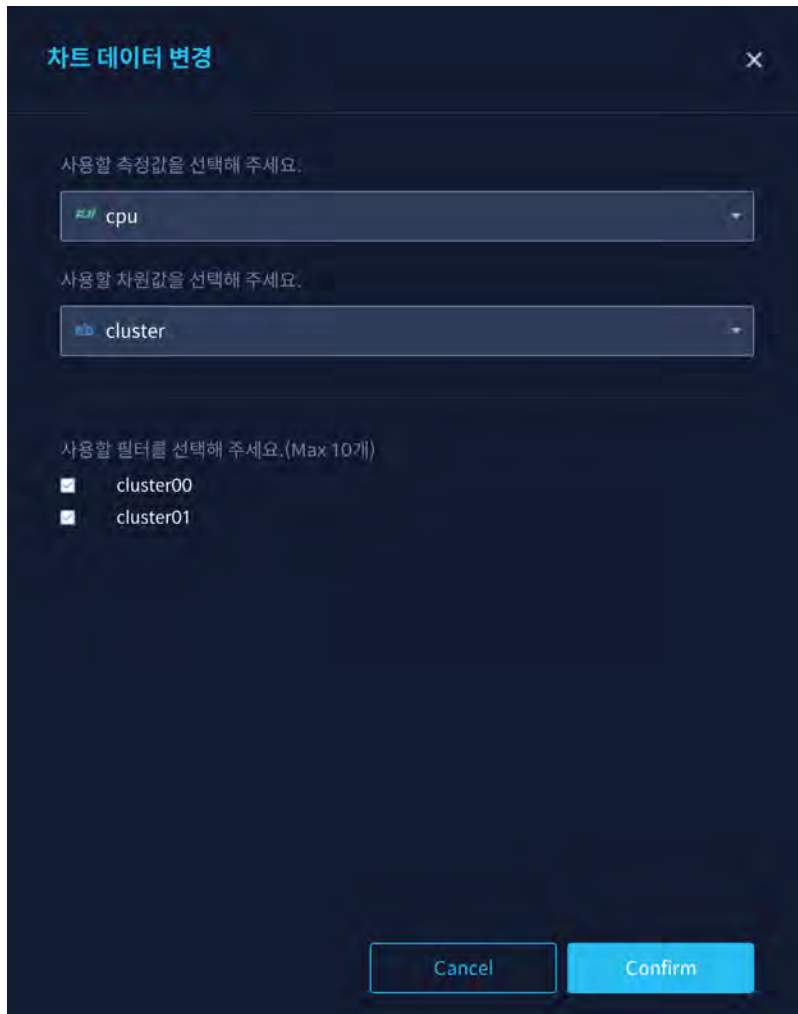 차트 데이터 변경
사용할 측정값을 선택해 주세요.
cpu
사용할 차원값을 선택해 주세요.
cluster
사용할 필터를 선택해 주세요.(Max 10개)
cluster00
cluster01
Cancel
Confirm